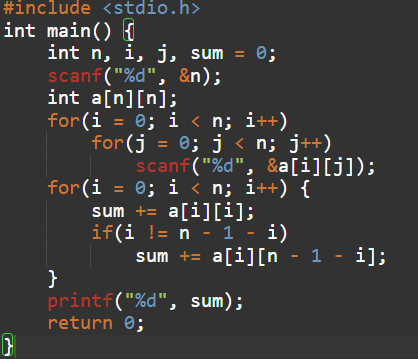 #include <stdio.h>
int main() {
    int n, i, j, sum = 0;
    scanf("%d", &n);
    int a[n][n];
    for(i = 0; i < n; i++)
        for(j = 0; j < n; j++)
            scanf("%d", &a[i][j]);
    for(i = 0; i < n; i++) {
        sum += a[i][i];
        if(i != n - 1 - i)
            sum += a[i][n - 1 - i];
    }
    printf("%d", sum);
    return 0;
}